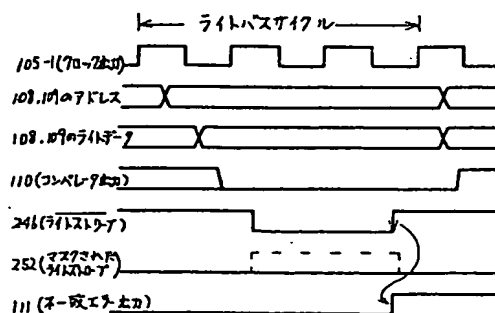 ライトバスサイクル
105-1(クロック出力)
108.109のアドレス
108.109のライトデータ
110(コンパレータ出力)
246(ライトストローブ)
252(マスクされた
ライトストローブ)
111(不一致エラー出力)